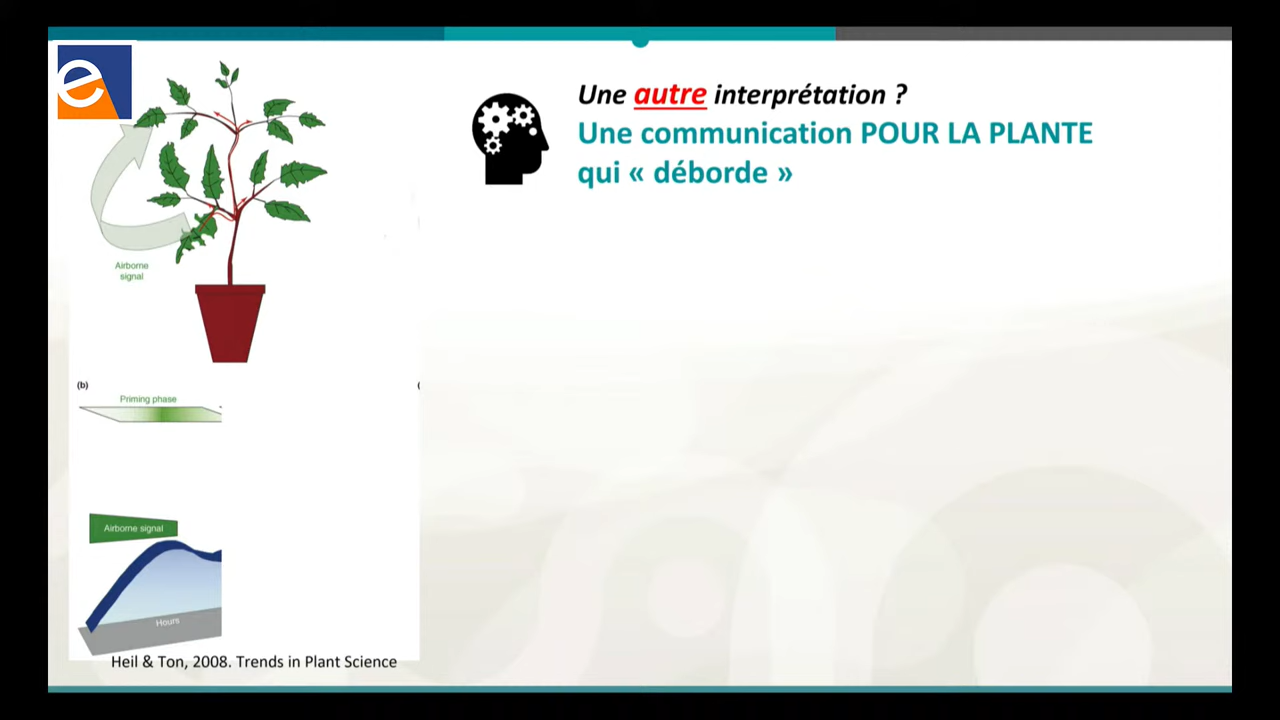 e
Une autre interprétation ?
Une communication POUR LA PLANTE
qui « déborde »
Airborne
signal
(b)
Priming phase
Airborne signal
Hours
Heil & Ton, 2008. Trends in Plant Science